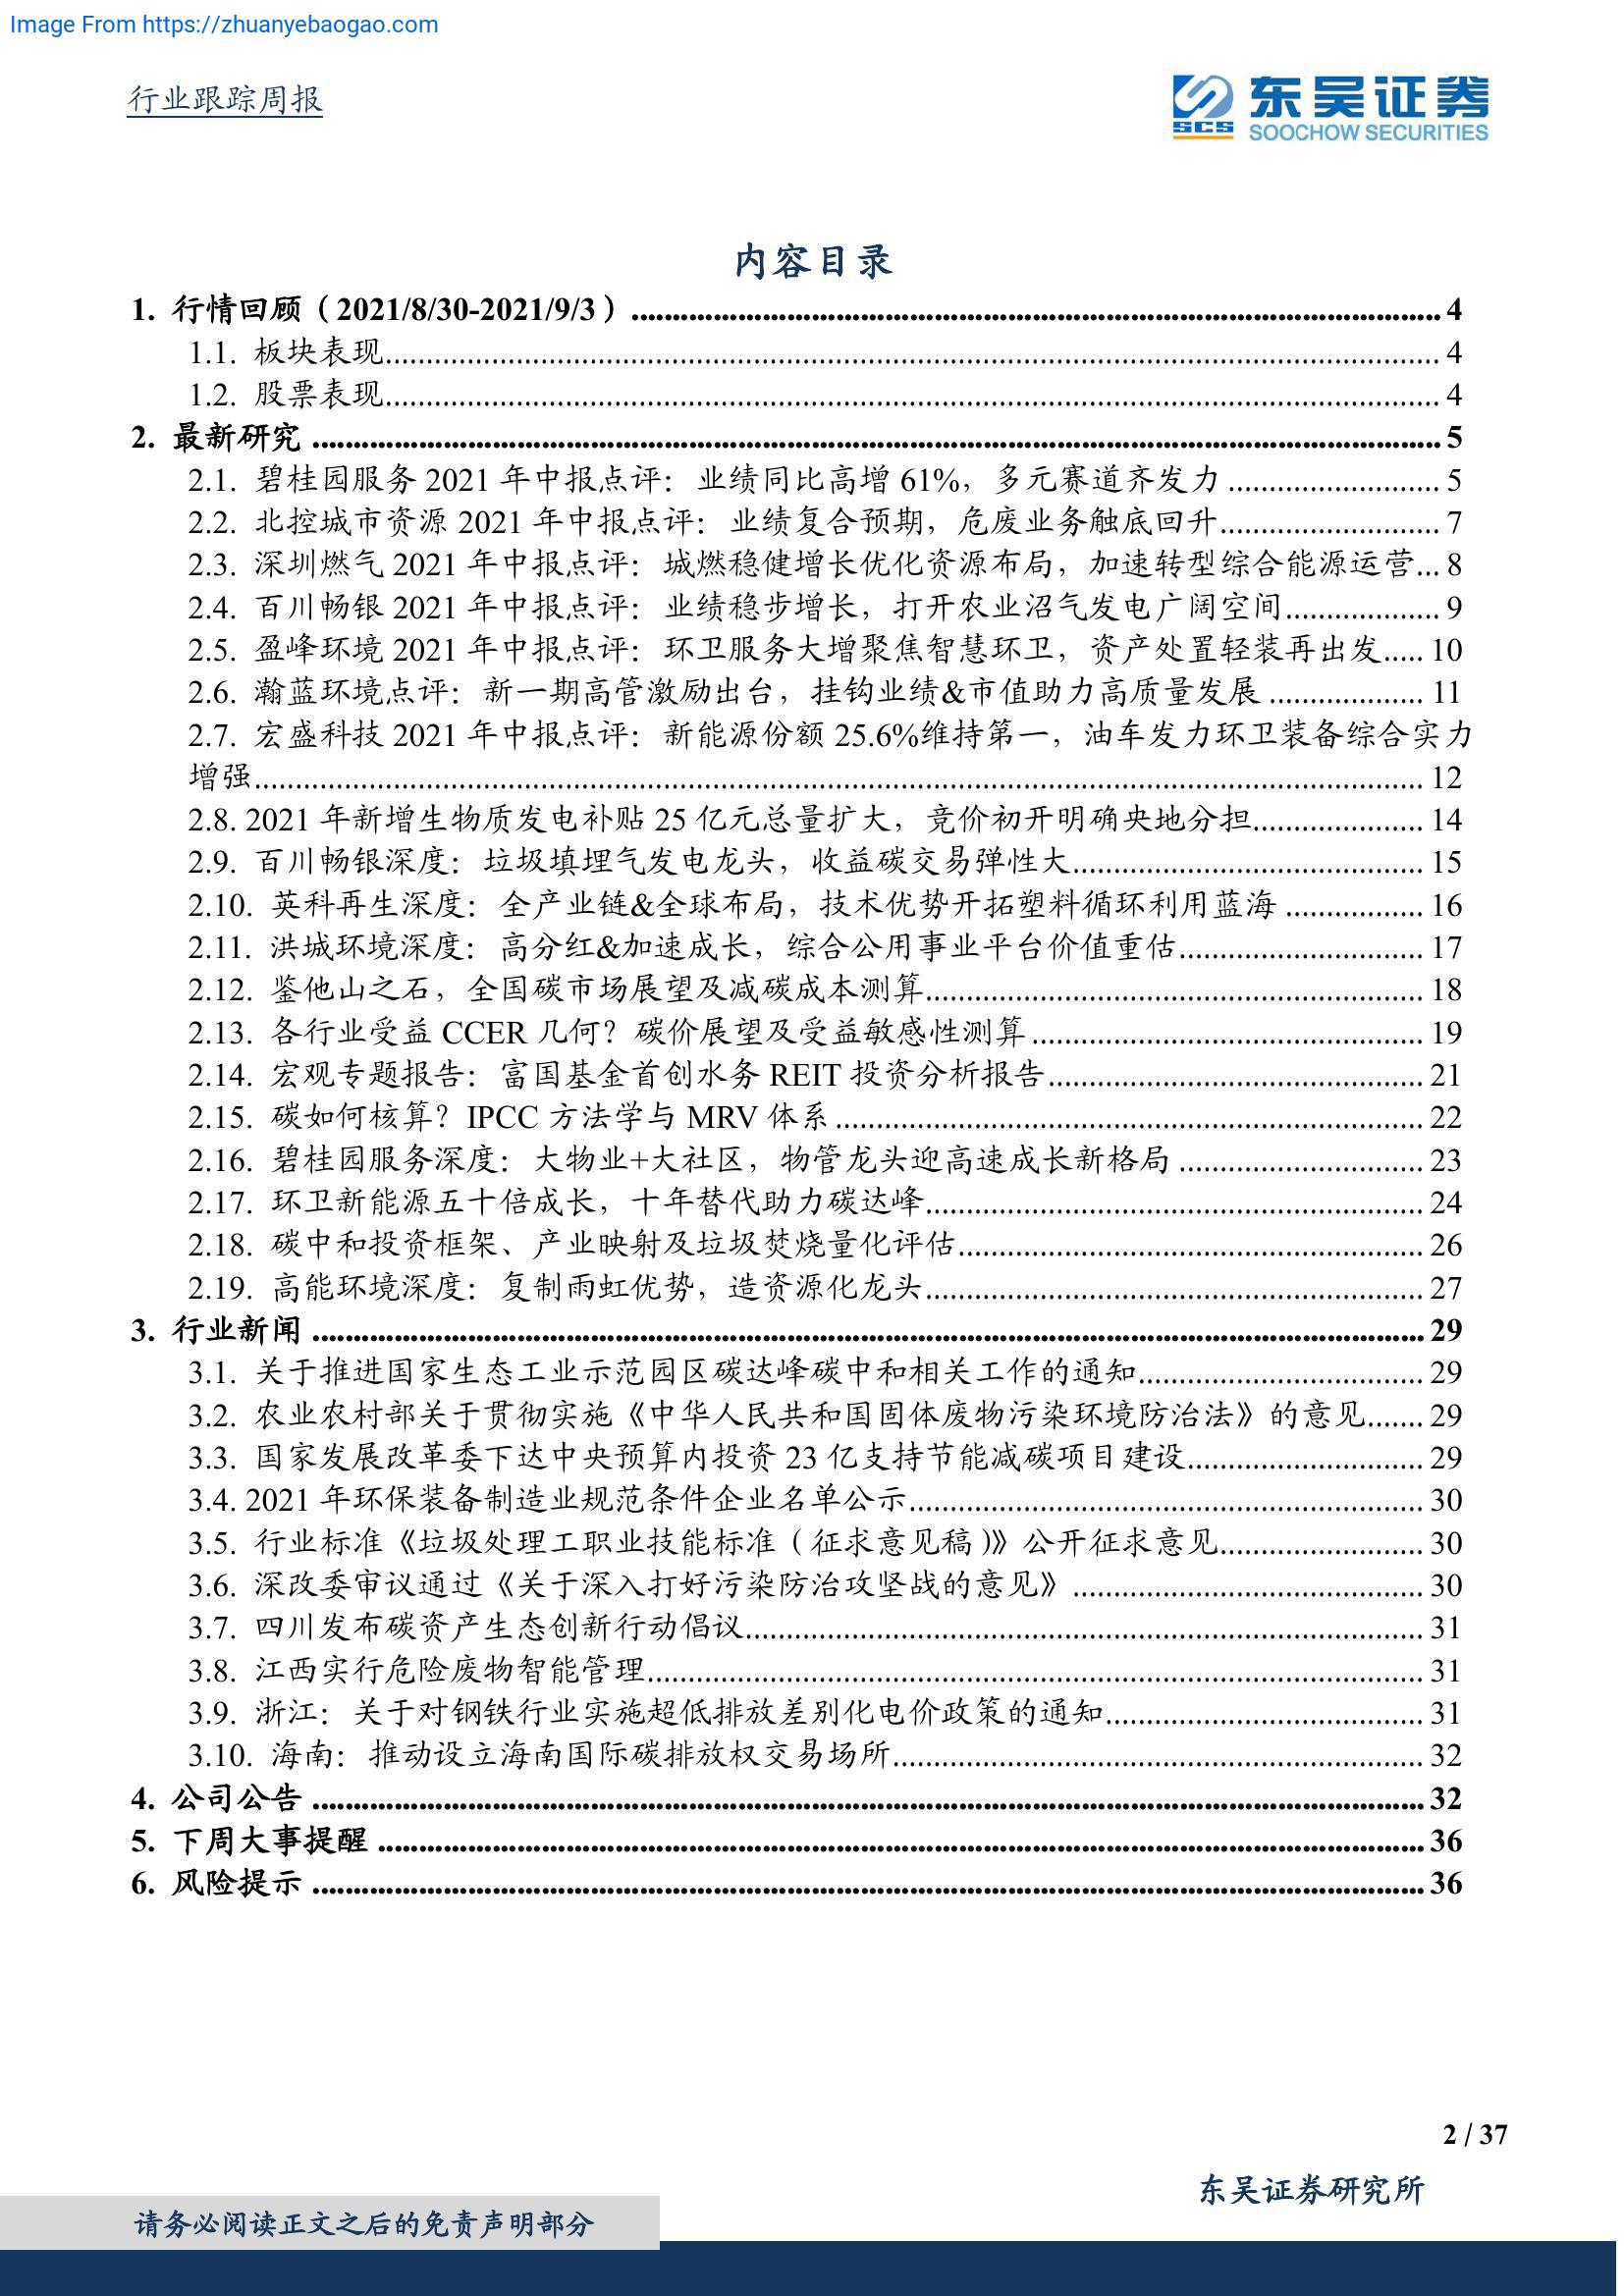 Image From https://zhuanyebaogao.com
行业跟踪周报
东吴证券
SCS
SOOCHOW SECURITIES
内容目录
1. 行情回顾（2021/8/30-2021/9/3）........ 4
1.1. 板块表现........ 4
1.2. 股票表现........ 4
2. 最新研究........ 5
2.1. 碧桂园服务 2021 年中报点评：业绩同比高增 61%，多元赛道齐发力........ 5
2.2. 北控城市资源 2021 年中报点评：业绩复合预期，危废业务触底回升........ 7
2.3. 深圳燃气 2021 年中报点评：城燃稳健增长优化资源布局，加速转型综合能源运营... 8
2.4. 百川畅银 2021 年中报点评：业绩稳步增长，打开农业沼气发电广阔空间........ 9
2.5. 盈峰环境 2021 年中报点评：环卫服务大增聚焦智慧环卫，资产处置轻装再出发..... 10
2.6. 瀚蓝环境点评：新一期高管激励出台，挂钩业绩&市值助力高质量发展........ 11
2.7. 宏盛科技 2021 年中报点评：新能源份额 25.6%维持第一，油车发力环卫装备综合实力
增强........ 12
2.8. 2021 年新增生物质发电补贴 25 亿元总量扩大，竞价初开明确央地分担........ 14
2.9. 百川畅银深度：垃圾填埋气发电龙头，收益碳交易弹性大........ 15
2.10. 英科再生深度：全产业链&全球布局，技术优势开拓塑料循环利用蓝海........ 16
2.11. 洪城环境深度：高分红&加速成长，综合公用事业平台价值重估........ 17
2.12. 鉴他山之石，全国碳市场展望及减碳成本测算........ 18
2.13. 各行业受益 CCER 几何？碳价展望及受益敏感性测算........ 19
2.14. 宏观专题报告：富国基金首创水务 REIT 投资分析报告........ 21
2.15. 碳如何核算？IPCC 方法学与 MRV 体系........ 22
2.16. 碧桂园服务深度：大物业+大社区，物管龙头迎高速成长新格局........ 23
2.17. 环卫新能源五十倍成长，十年替代助力碳达峰........ 24
2.18. 碳中和投资框架、产业映射及垃圾焚烧量化评估........ 26
2.19. 高能环境深度：复制雨虹优势，造资源化龙头........ 27
3. 行业新闻........ 29
3.1. 关于推进国家生态工业示范园区碳达峰碳中和相关工作的通知........ 29
3.2. 农业农村部关于贯彻实施《中华人民共和国固体废物污染环境防治法》的意见....... 29
3.3. 国家发展改革委下达中央预算内投资 23 亿支持节能减碳项目建设........ 29
3.4. 2021 年环保装备制造业规范条件企业名单公示........ 30
3.5. 行业标准《垃圾处理工职业技能标准（征求意见稿）》公开征求意见........ 30
3.6. 深改委审议通过《关于深入打好污染防治攻坚战的意见》........ 30
3.7. 四川发布碳资产生态创新行动倡议........ 31
3.8. 江西实行危险废物智能管理........ 31
3.9. 浙江：关于对钢铁行业实施超低排放差别化电价政策的通知........ 31
3.10. 海南：推动设立海南国际碳排放权交易场所........ 32
4. 公司公告........ 32
5. 下周大事提醒........ 36
6. 风险提示........ 36
2 / 37
东吴证券研究所
请务必阅读正文之后的免责声明部分